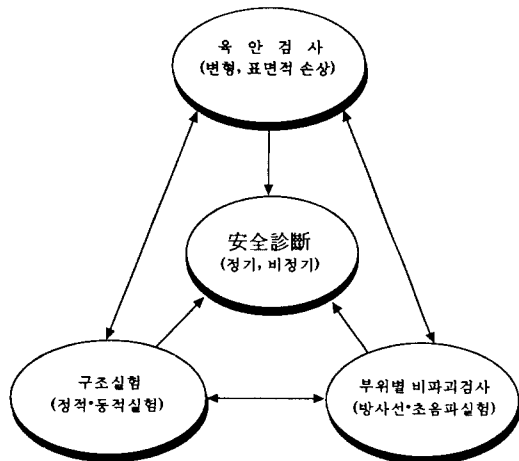 육 안 검 사
(변형, 표면적 손상)
安全診斷
(정기, 비정기)
구조실험
(정적•동적실험)
부위별 비파괴검사
(방사선•초음파실험)